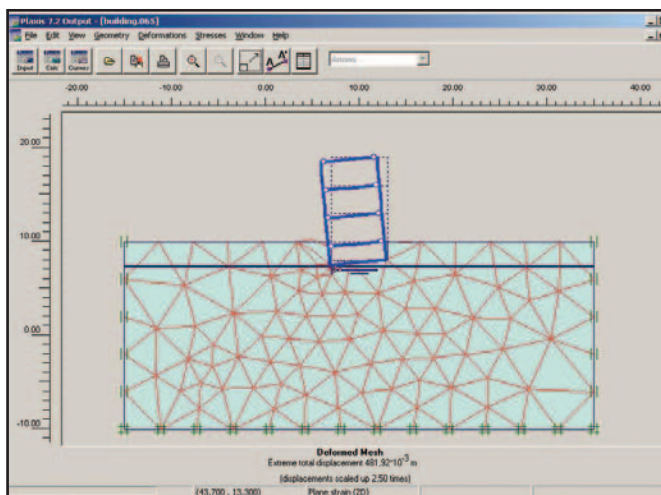 Plaxis 7.2 Output - [building.065]
File Edit View Geometry Deformations Stresses Window Help
Input Calc Curves
-20.00 -10.00 0.00 10.00 20.00 30.00 40.00
20.00
10.00
0.00
-10.00
Deformed Mesh
Extreme total displacement 481.92*10-3 m
(displacements scaled up 2.50 times)
(43.700 , 13.300) Plane strain (2D)